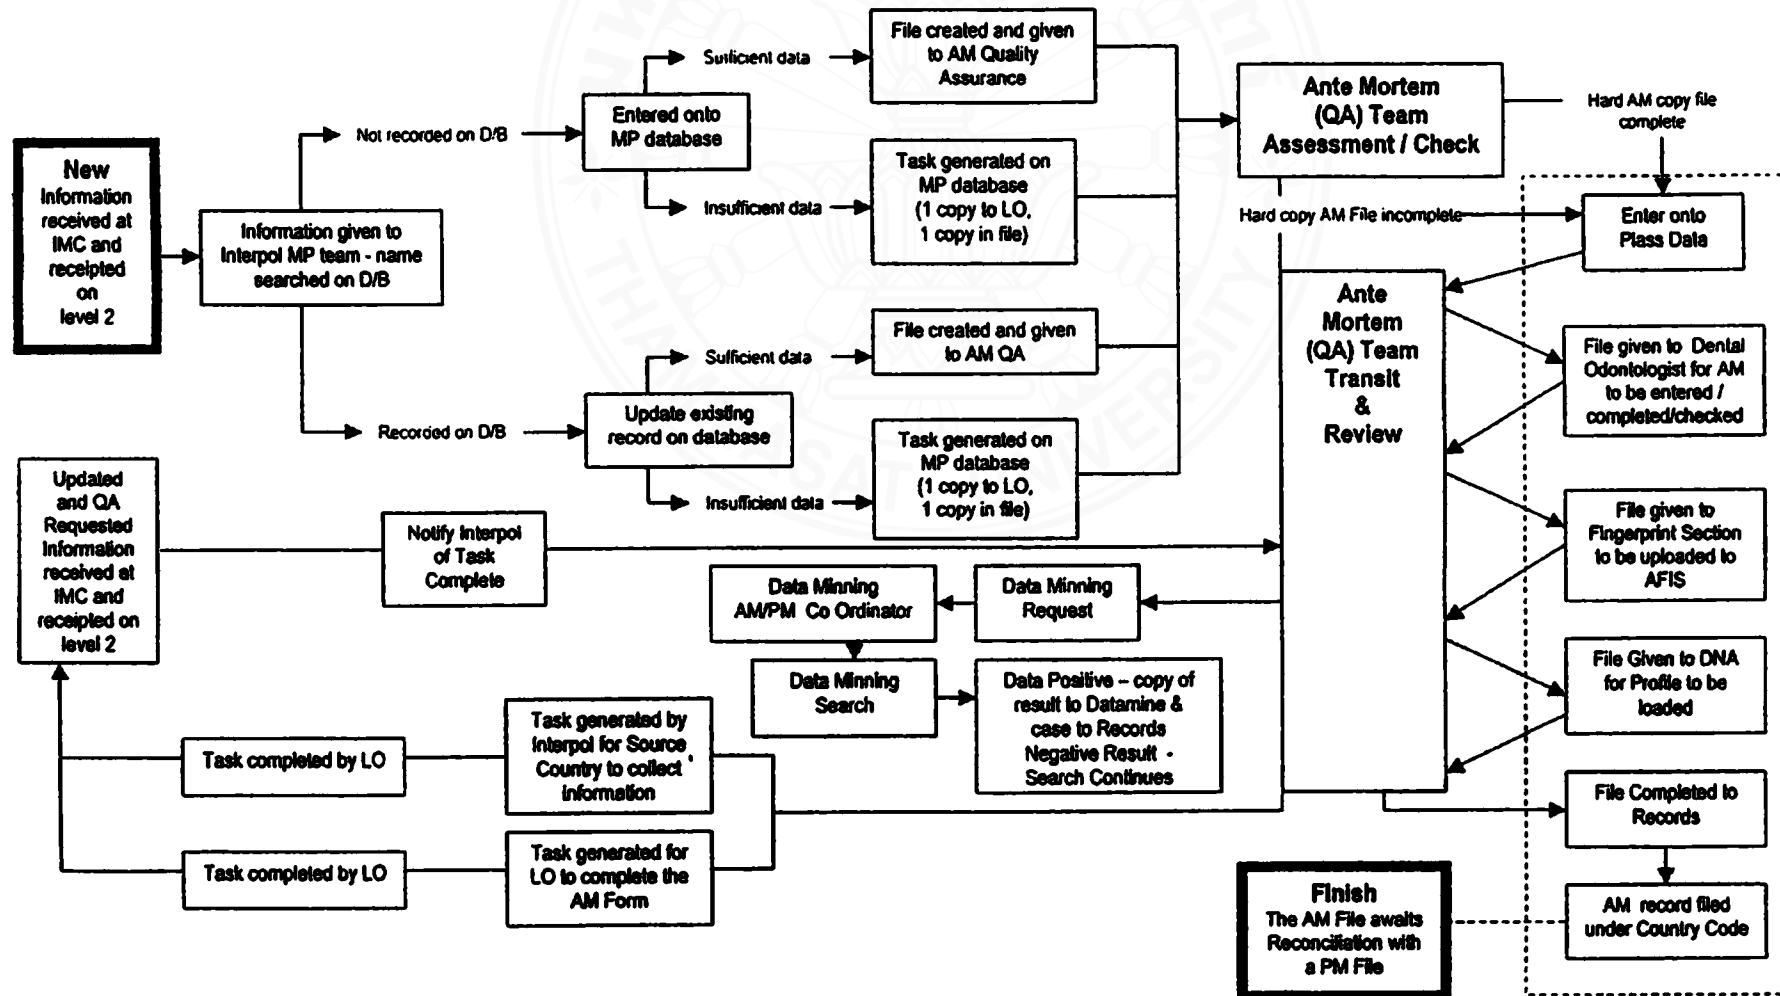 New
Information
received at
IMC and
receipted
on
level 2
Information given to
Interpol MP team - name
searched on D/B
Not recorded on D/B
Recorded on D/B
Entered onto
MP database
Sufficient data
Insufficient data
File created and given
to AM Quality
Assurance
Task generated on
MP database
(1 copy to LO,
1 copy in file)
Update existing
record on database
Sufficient data
Insufficient data
File created and given
to AM QA
Task generated on
MP database
(1 copy to LO,
1 copy in file)
Ante Mortem
(QA) Team
Assessment / Check
Hard AM copy file
complete
Hard copy AM File incomplete
Enter onto
Plass Data
Ante
Mortem
(QA) Team
Transit
&
Review
File given to Dental
Odontologist for AM
to be entered /
completed/checked
File given to
Fingerprint Section
to be uploaded to
AFIS
File Given to DNA
for Profile to be
loaded
File Completed to
Records
AM record filed
under Country Code
Finish
The AM File awaits
Reconciliation with
a PM File
Updated
and QA
Requested
Information
received at
IMC and
receipted on
level 2
Notify Interpol
of Task
Complete
Data Minning
Request
Data Minning
AM/PM Co Ordinator
Data Minning
Search
Data Positive – copy of
result to Datamine &
case to Records
Negative Result -
Search Continues
Task generated by
Interpol for Source
Country to collect
information
Task completed by LO
Task generated for
LO to complete the
AM Form
Task completed by LO
THAMMASAT UNIVERSITY